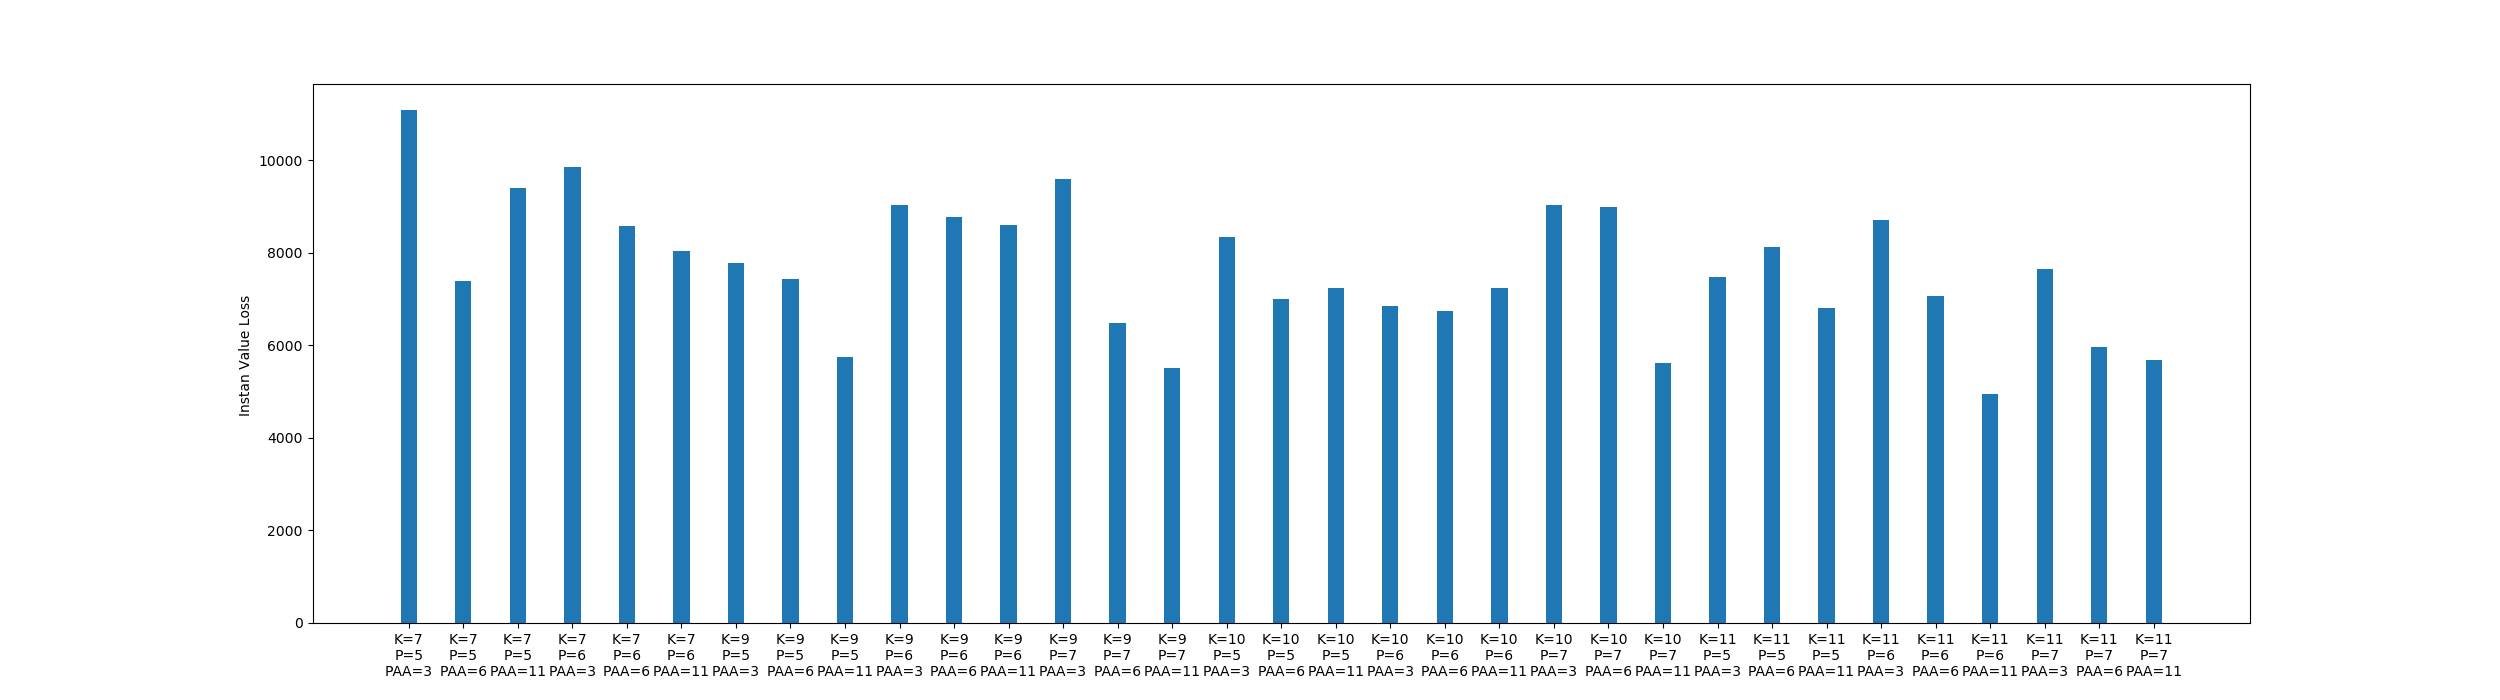 10000
8000
6000
4000
2000
0
Instan Value Loss
K=7 K=7 K=7 K=7 K=7 K=7 K=9 K=9 K=9 K=9 K=9 K=9 K=9 K=9 K=9 K=10 K=10 K=10 K=10 K=10 K=10 K=10 K=10 K=10 K=11 K=11 K=11 K=11 K=11 K=11 K=11 K=11 K=11
P=5 P=5 P=5 P=6 P=6 P=6 P=5 P=5 P=5 P=6 P=6 P=6 P=7 P=7 P=7 P=5 P=5 P=5 P=6 P=6 P=6 P=7 P=7 P=7 P=5 P=5 P=5 P=6 P=6 P=6 P=7 P=7 P=7
PAA=3 PAA=6 PAA=11 PAA=3 PAA=6 PAA=11 PAA=3 PAA=6 PAA=11 PAA=3 PAA=6 PAA=11 PAA=3 PAA=6 PAA=11 PAA=3 PAA=6 PAA=11 PAA=3 PAA=6 PAA=11 PAA=3 PAA=6 PAA=11 PAA=3 PAA=6 PAA=11 PAA=3 PAA=6 PAA=11 PAA=3 PAA=6 PAA=11